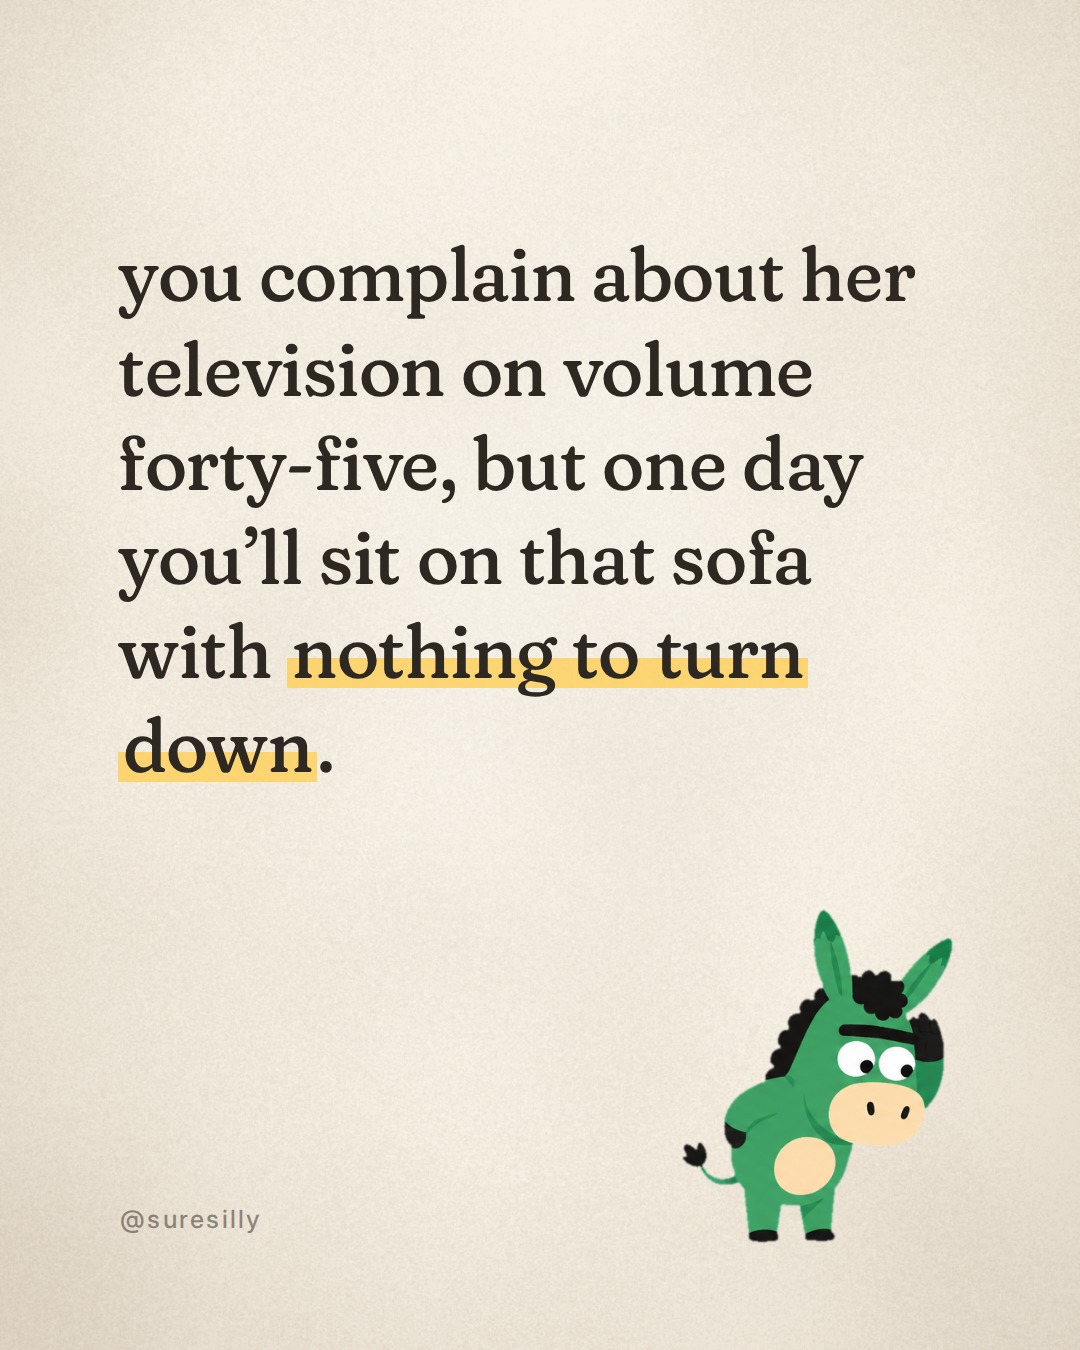 you complain about her
television on volume
forty-five, but one day
you’ll sit on that sofa
with nothing to turn
down.
@suresilly